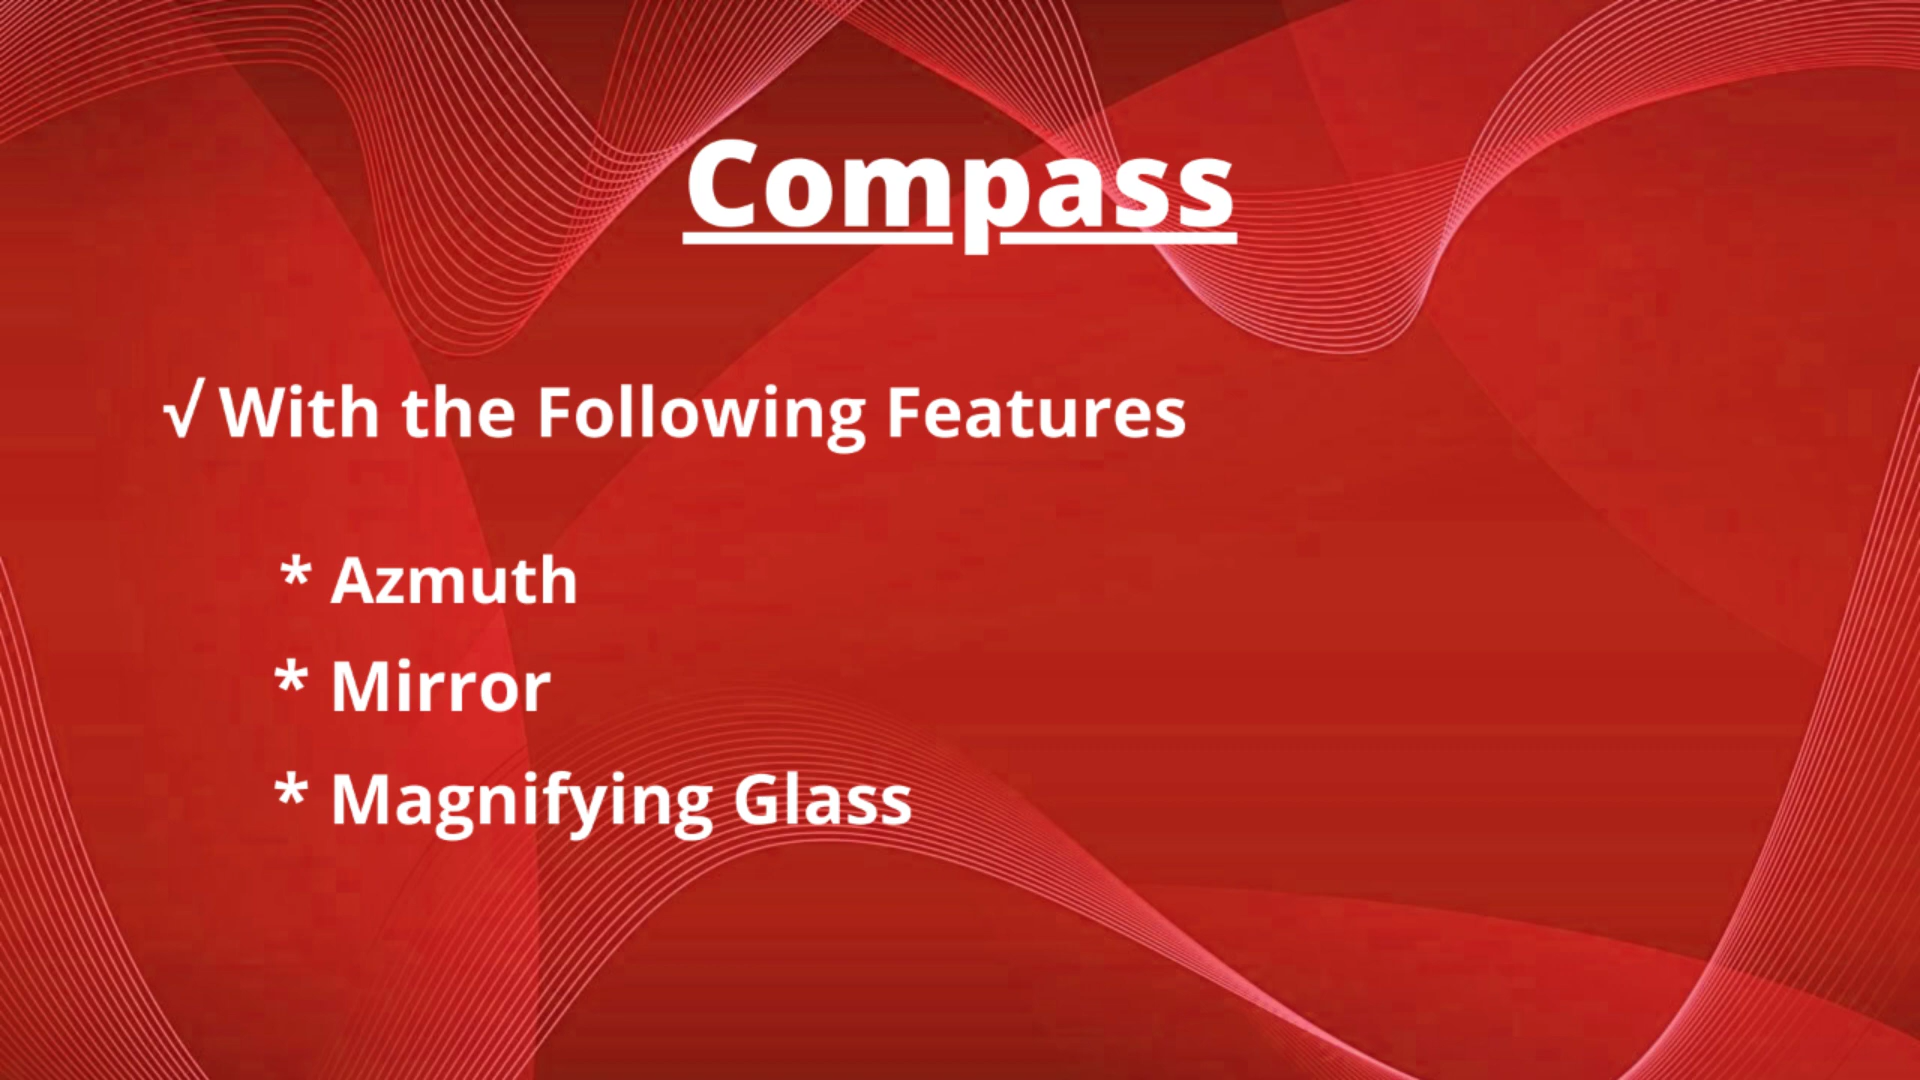 Compass
√ With the Following Features
* Azmuth
* Mirror
* Magnifying Glass